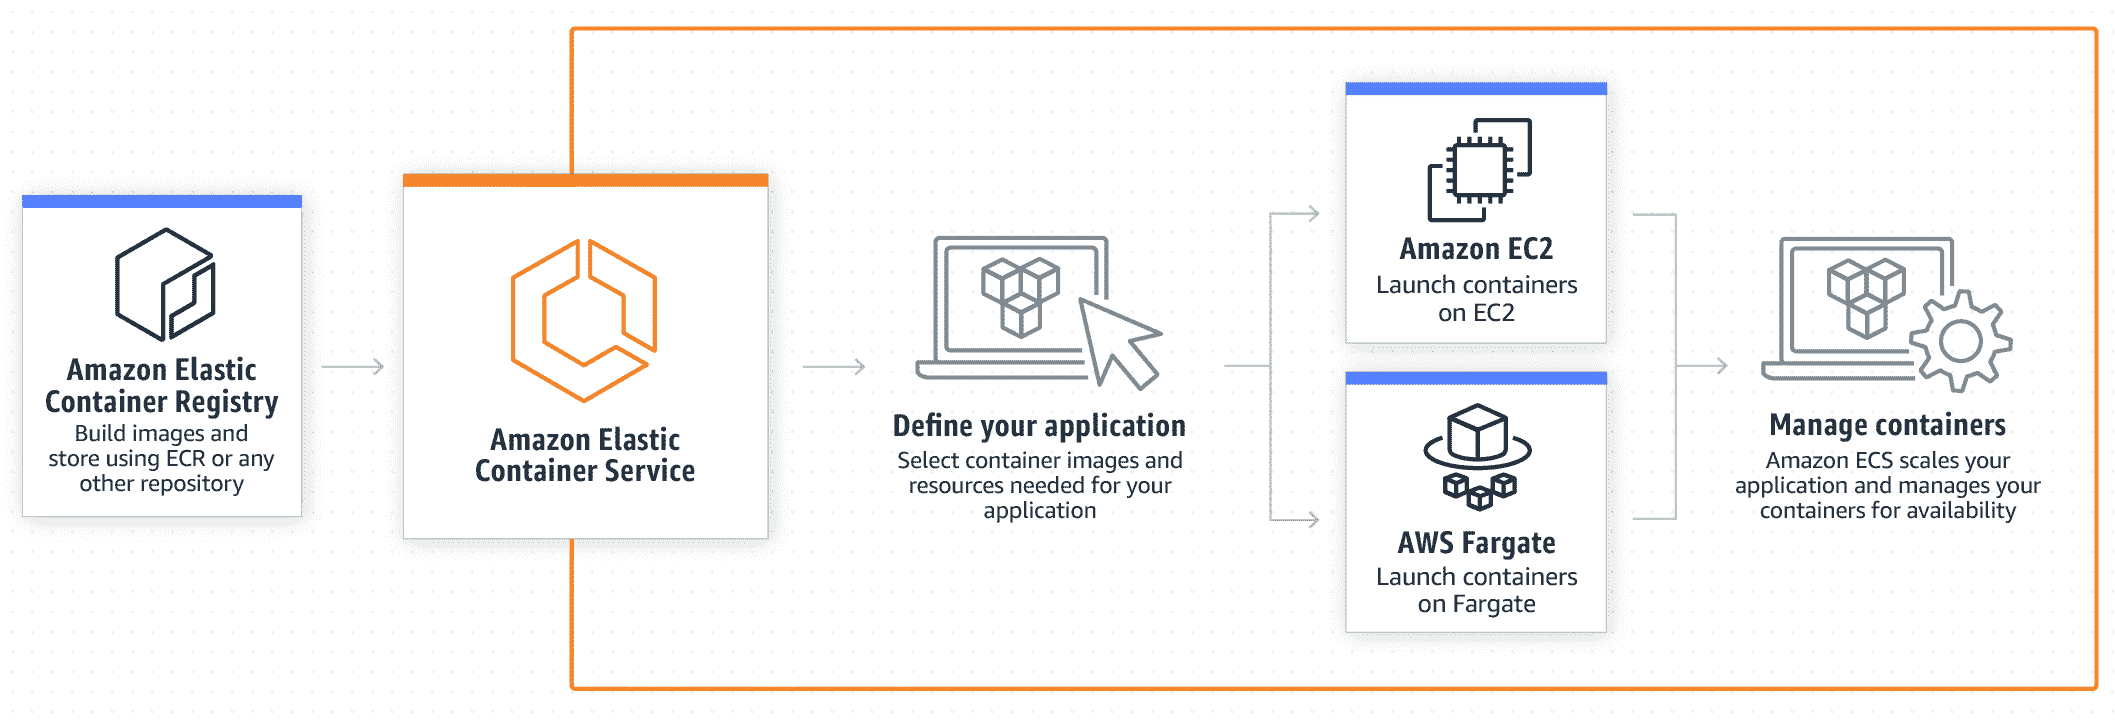 Amazon Elastic
Container Registry
Build images and
store using ECR or any
other repository
Amazon Elastic
Container Service
Define your application
Select container images and
resources needed for your
application
Amazon EC2
Launch containers
on EC2
AWS Fargate
Launch containers
on Fargate
Manage containers
Amazon ECS scales your
application and manages your
containers for availability